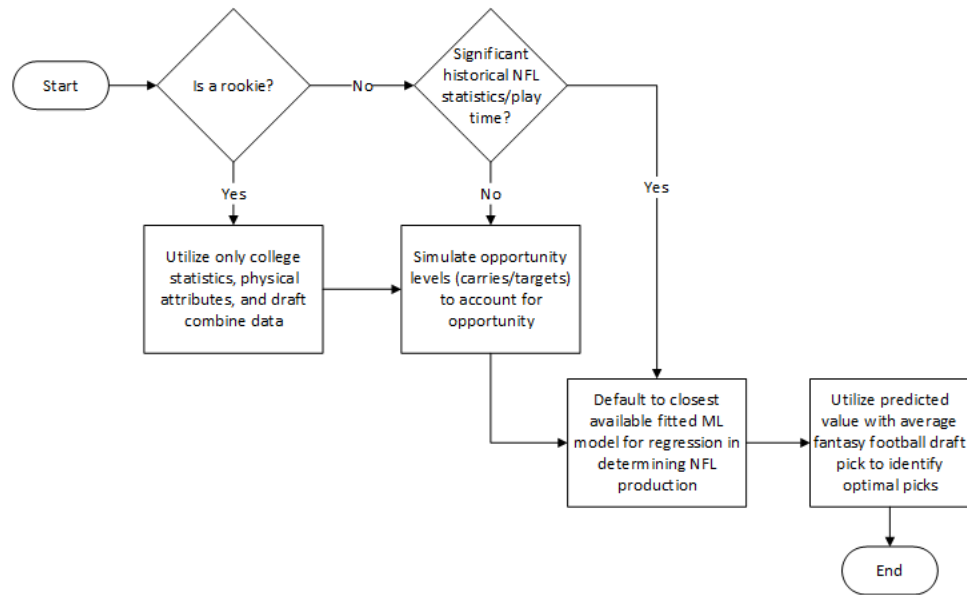 Start
Is a rookie?
No
Significant
historical NFL
statistics/play
time?
Yes
No
Yes
Utilize only college
statistics, physical
attributes, and draft
combine data
Simulate opportunity
levels (carries/targets)
to account for
opportunity
Default to closest
available fitted ML
model for regression in
determining NFL
production
Utilize predicted
value with average
fantasy football draft
pick to identify
optimal picks
End